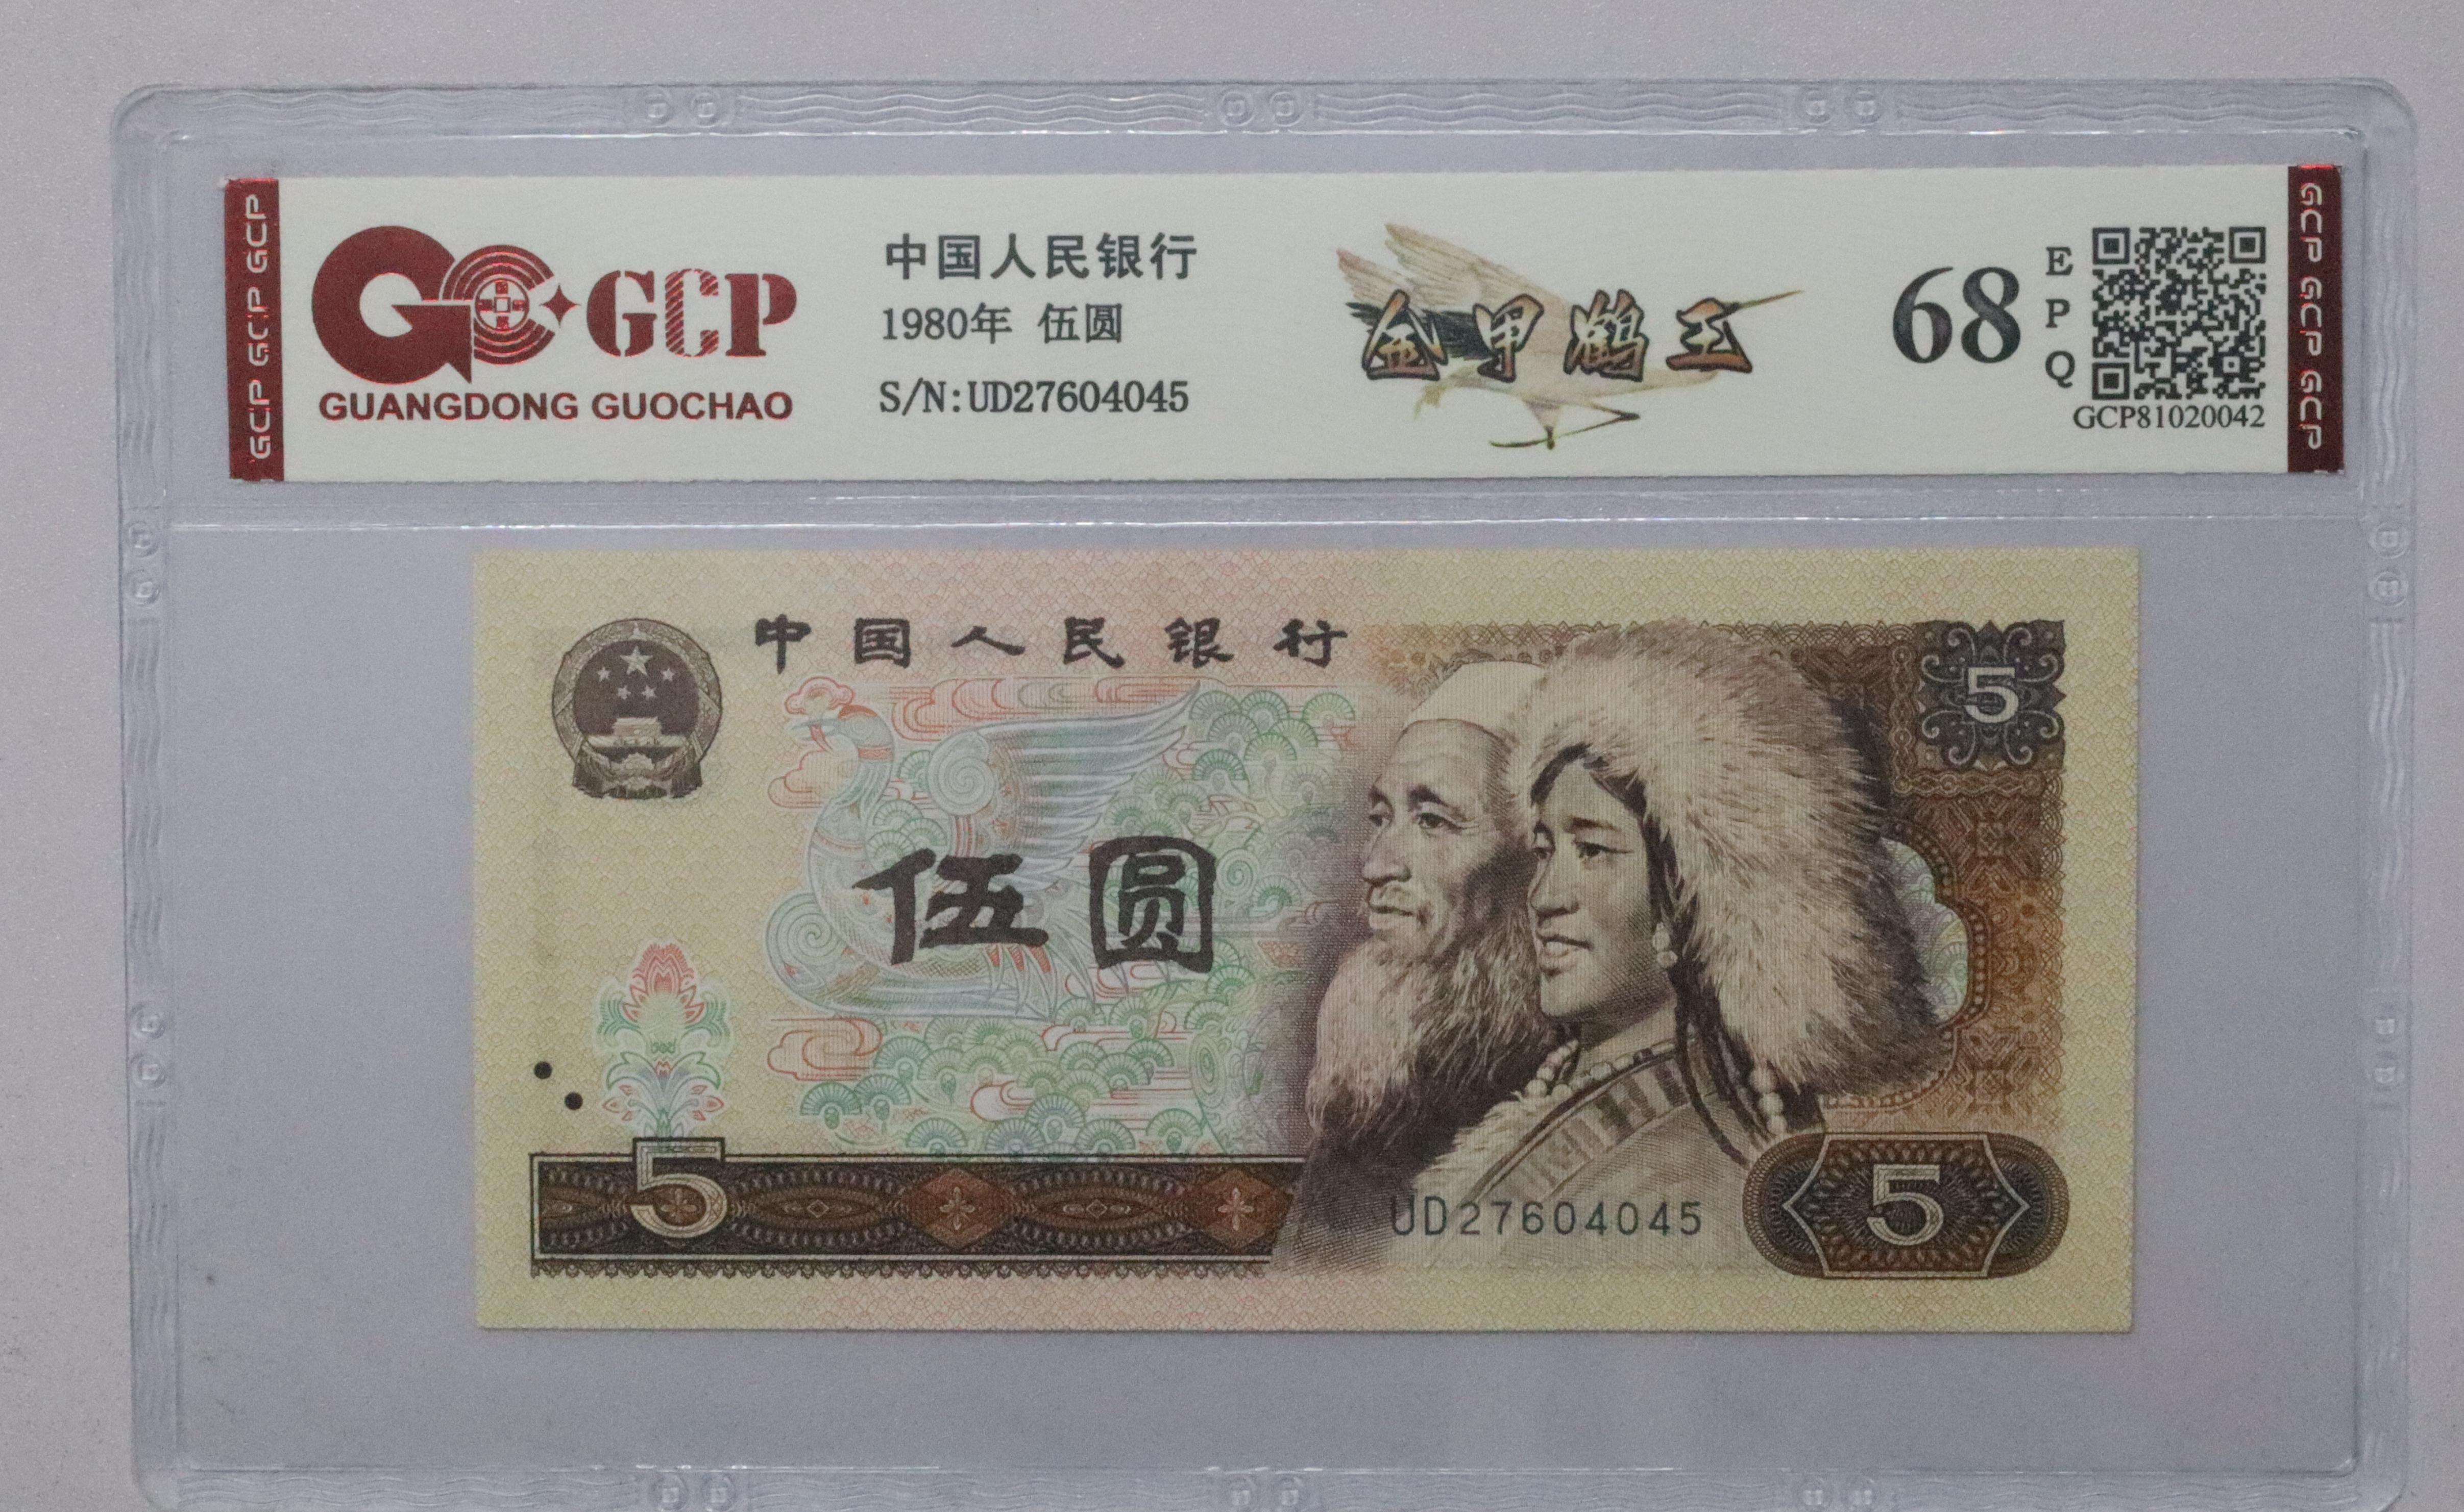 GCP GCP GCP
GCP
GUANGDONG GUOCHAO
中国人民银行
1980年 伍圆
S/N:UD27604045
金甲鹤王
68
E
P
Q
GCP81020042
GCP GCP GCP
中国人民银行
5
伍圆
5
UD27604045
5